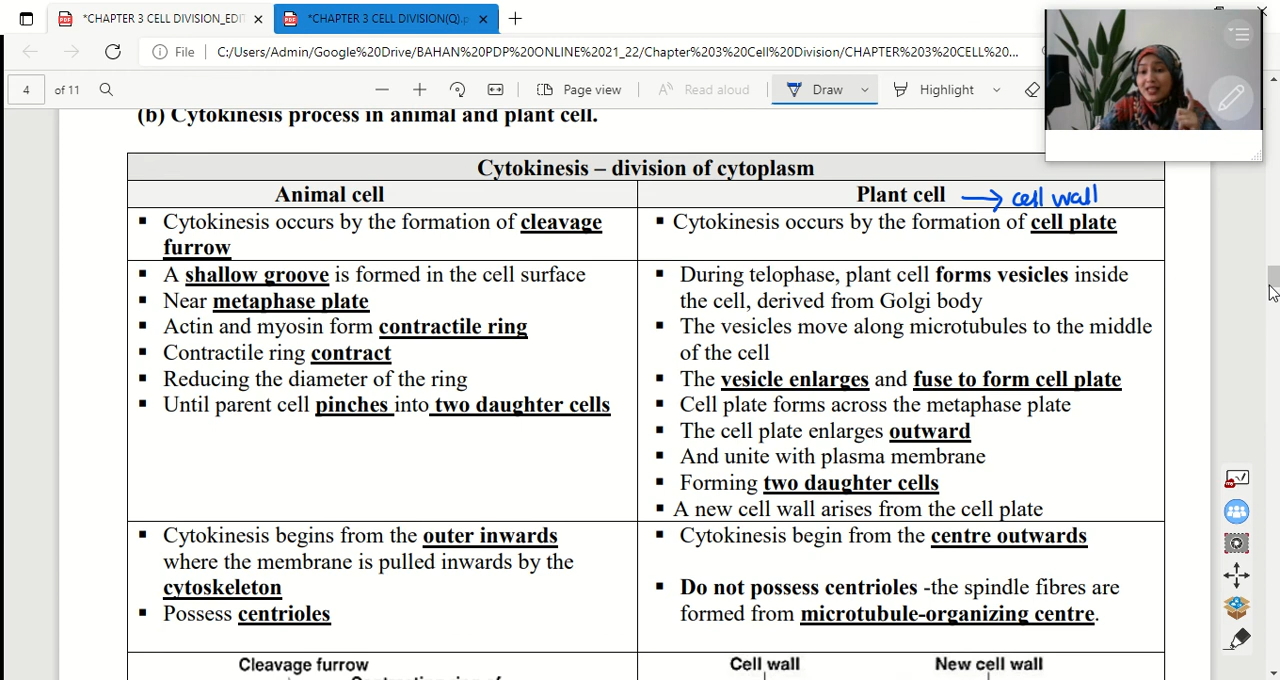 *CHAPTER 3 CELL DIVISION_EDIT
*CHAPTER 3 CELL DIVISION(Q).p
File
C:/Users/Admin/Google%20Drive/BAHAN%20PDP%20ONLINE%202021_22/Chapter%203%20Cell%20Division/CHAPTER%203%20CELL%20...
4 of 11
Page view
Read aloud
Draw
Highlight
(b) Cytokinesis process in animal and plant cell.
Cytokinesis – division of cytoplasm
Animal cell
Plant cell → cell wall
▪ Cytokinesis occurs by the formation of cleavage
furrow
▪ Cytokinesis occurs by the formation of cell plate
▪ A shallow groove is formed in the cell surface
▪ Near metaphase plate
▪ Actin and myosin form contractile ring
▪ Contractile ring contract
▪ Reducing the diameter of the ring
▪ Until parent cell pinches into two daughter cells
▪ During telophase, plant cell forms vesicles inside
the cell, derived from Golgi body
▪ The vesicles move along microtubules to the middle
of the cell
▪ The vesicle enlarges and fuse to form cell plate
▪ Cell plate forms across the metaphase plate
▪ The cell plate enlarges outward
▪ And unite with plasma membrane
▪ Forming two daughter cells
▪ A new cell wall arises from the cell plate
▪ Cytokinesis begins from the outer inwards
where the membrane is pulled inwards by the
cytoskeleton
▪ Possess centrioles
▪ Cytokinesis begin from the centre outwards
▪ Do not possess centrioles -the spindle fibres are
formed from microtubule-organizing centre.
Cleavage furrow
Contracting ring of
Cell wall
New cell wall